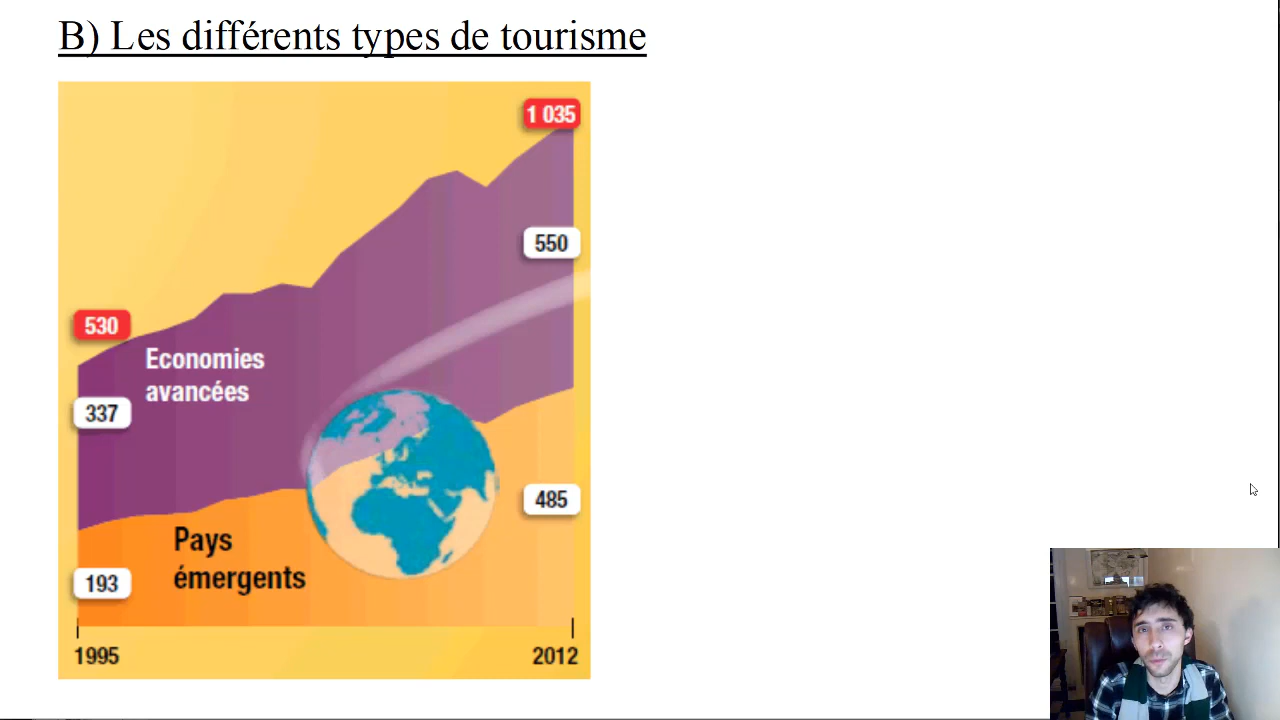 B) Les différents types de tourisme
1 035
550
530
Economies
avancées
337
485
Pays
émergents
193
1995
2012